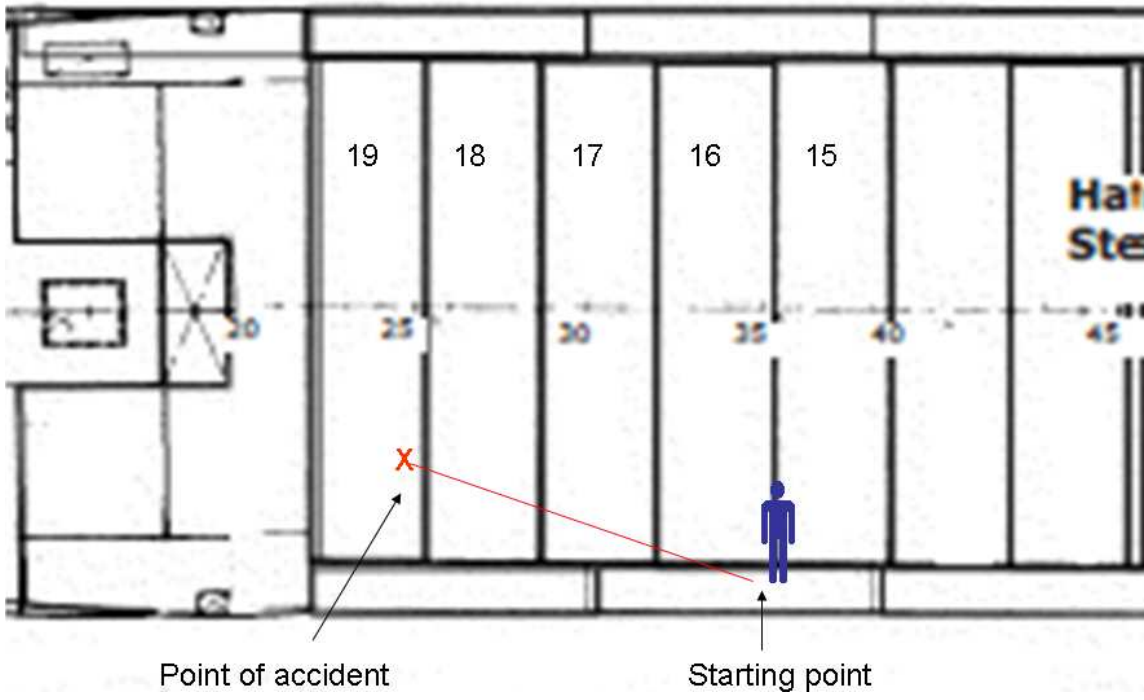 19 18 17 16 15
20 25 30 35 40 45
X
Point of accident
Starting point